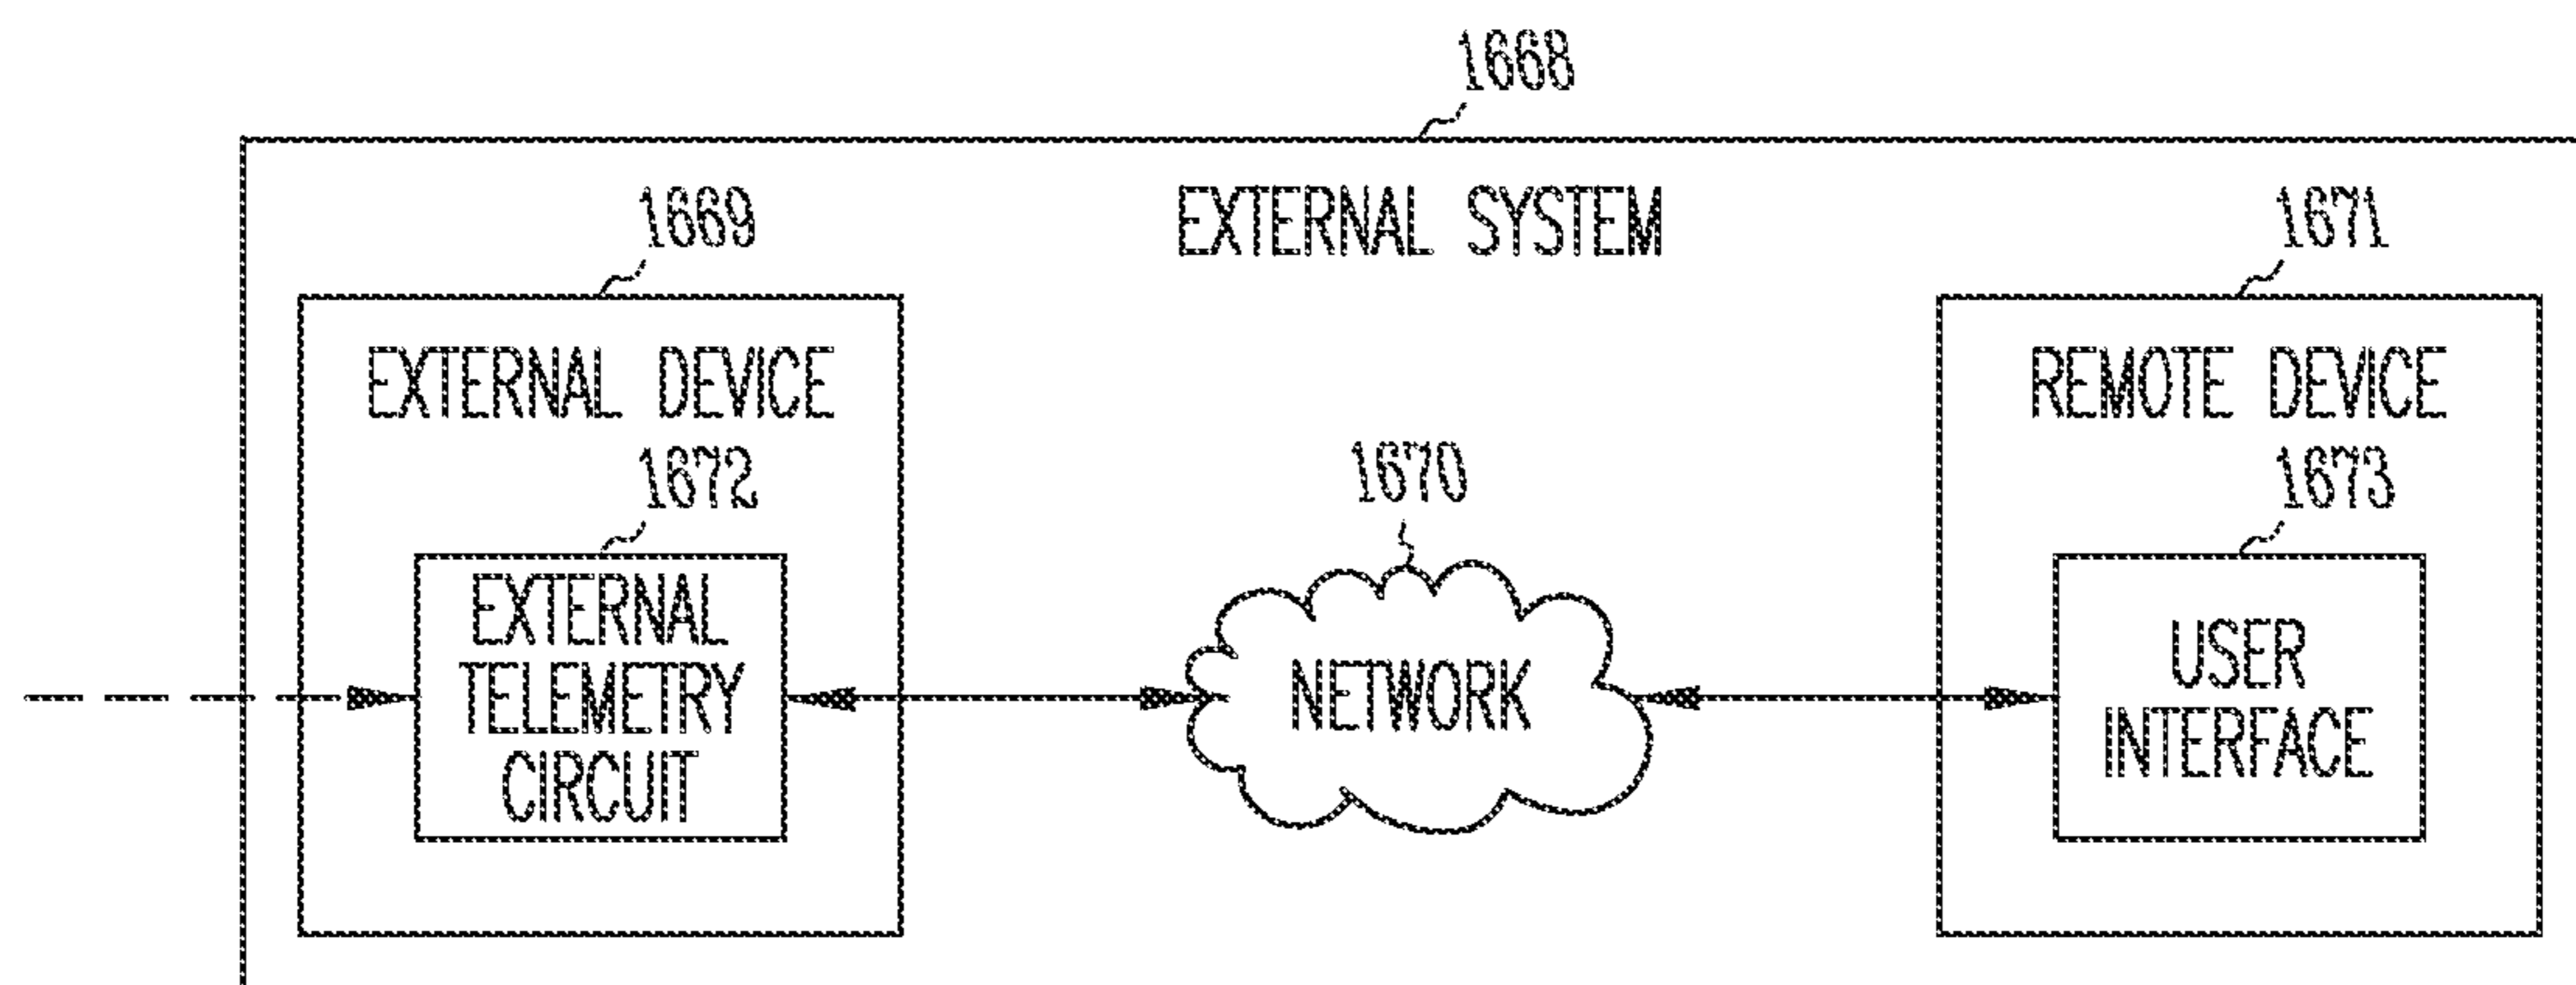 1668
EXTERNAL SYSTEM
1669
EXTERNAL DEVICE
1672
EXTERNAL
TELEMETRY
CIRCUIT
1670
NETWORK
1671
REMOTE DEVICE
1673
USER
INTERFACE